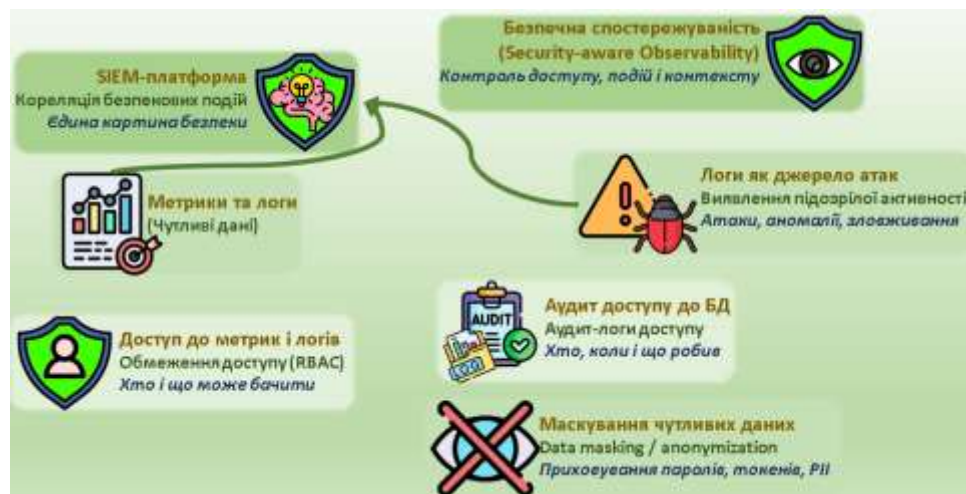 Безпечна спостережуваність
(Security-aware Observability)
Контроль доступу, подій і контексту
SIEM-платформа
Кореляція безпекових подій
Єдина картина безпеки
Метрики та логи
(Чутливі дані)
Логи як джерело атак
Виявлення підозрілої активності
Атаки, аномалії, зловживання
AUDIT
Аудит доступу до БД
Аудит-логи доступу
Хто, коли і що робив
Доступ до метрик і логів
Обмеження доступу (RBAC)
Хто і що може бачити
Маскування чутливих даних
Data masking / anonymization
Приховування паролів, токенів, PII